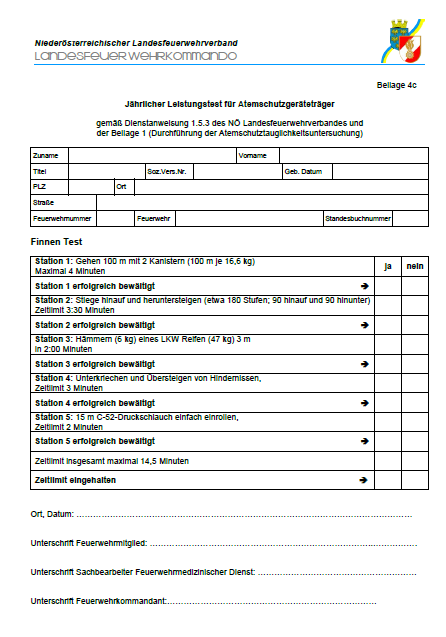 Niederösterreichischer Landesfeuerwehrverband
LANDESFEUERWEHRKOMMANDO
Beilage 4c
Jährlicher Leistungstest für Atemschutzgeräteträger
gemäß Dienstanweisung 1.5.3 des NÖ Landesfeuerwehrverbandes und
der Beilage 1 (Durchführung der Atemschutztauglichkeitsuntersuchung)
Zuname Vorname
Titel Soz.Vers.Nr. Geb. Datum
PLZ Ort
Straße
Feuerwehrnummer Feuerwehr Standesbuchnummer
Finnen Test
Station 1: Gehen 100 m mit 2 Kanistern (100 m je 16,6 kg) ja nein
Maximal 4 Minuten
Station 1 erfolgreich bewältigt ➔
Station 2: Stiege hinauf und heruntersteigen (etwa 180 Stufen; 90 hinauf und 90 hinunter)
Zeitlimit 3:30 Minuten
Station 2 erfolgreich bewältigt ➔
Station 3: Hämmern (6 kg) eines LKW Reifen (47 kg) 3 m
in 2:00 Minuten
Station 3 erfolgreich bewältigt ➔
Station 4: Unterkriechen und Übersteigen von Hindernissen,
Zeitlimit 3 Minuten
Station 4 erfolgreich bewältigt ➔
Station 5: 15 m C-52-Druckschlauch einfach einrollen,
Zeitlimit 2 Minuten
Station 5 erfolgreich bewältigt ➔
Zeitlimit insgesamt maximal 14,5 Minuten
Zeitlimit eingehalten ➔
Ort, Datum: ……………………………………………………
Unterschrift Feuerwehrmitglied: ……………………………………………………
Unterschrift Sachbearbeiter Feuerwehrmedizinischer Dienst: ……………………………………
Unterschrift Feuerwehrkommandant:……………………………………